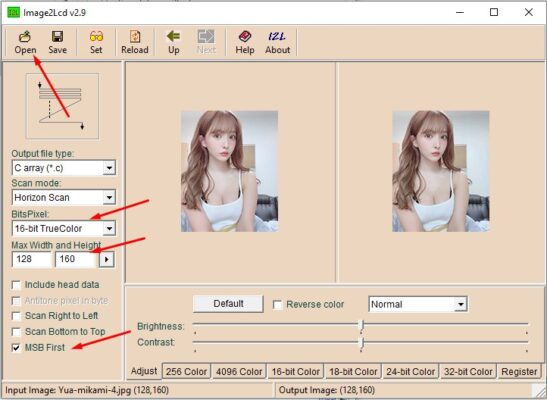 Image2Lcd v2.9
Open Save Set Reload Up Next Help About
Output file type:
C array (*.c)
Scan mode:
Horizon Scan
BitsPixel:
16-bit TrueColor
Max Width and Height
128 160
Include head data
Antitone pixel in byte
Scan Right to Left
Scan Bottom to Top
MSB First
Default Reverse color Normal
Brightness:
Contrast:
Adjust 256 Color 4096 Color 16-bit Color 18-bit Color 24-bit Color 32-bit Color Register
Input Image: Yua-mikami-4.jpg (128,160) Output Image: (128,160)